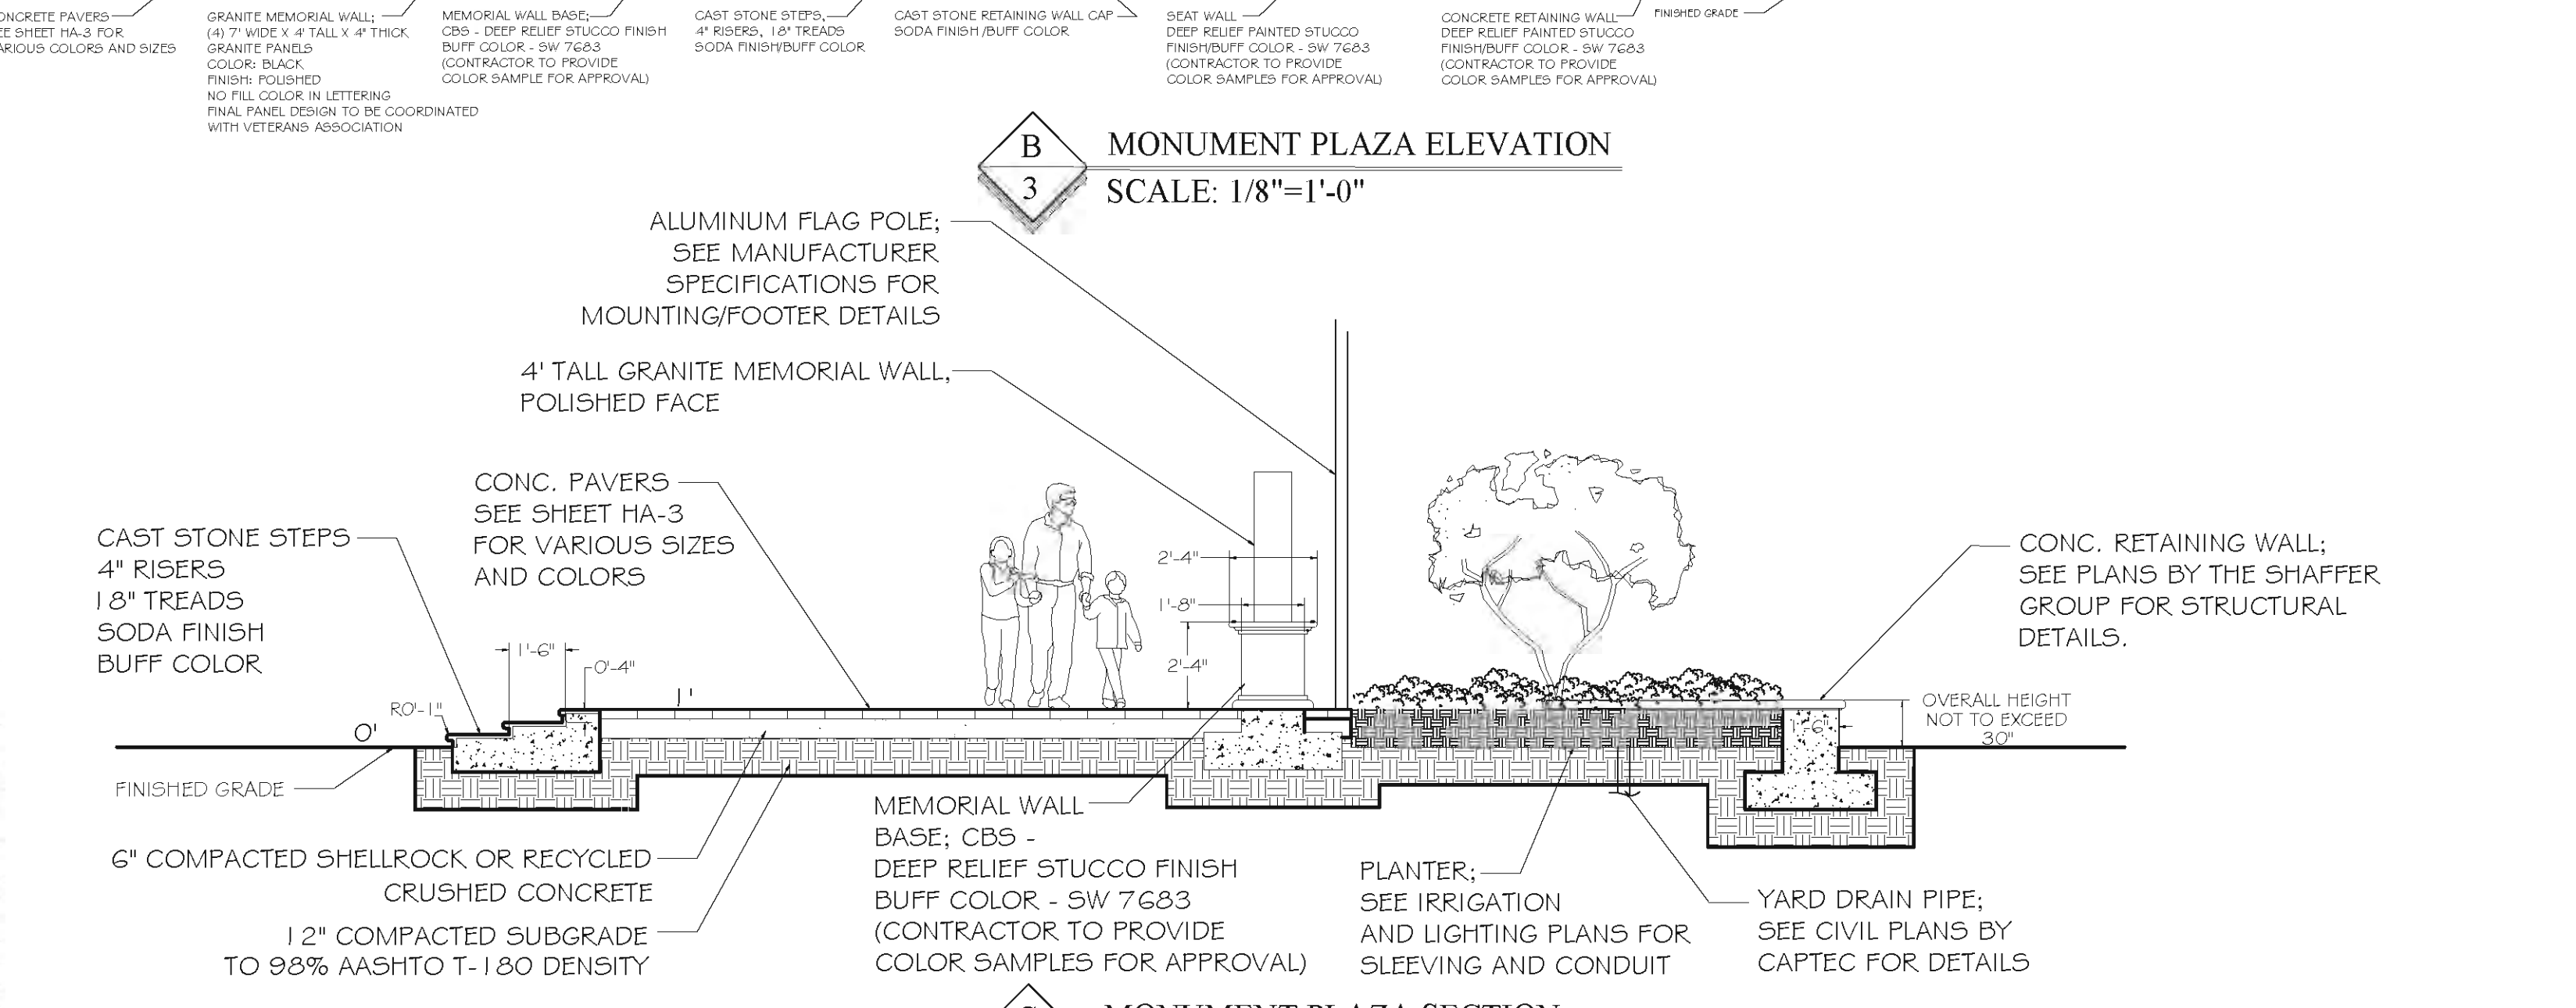 ONCRETE PAVERS
EE SHEET HA-3 FOR
ARIOUS COLORS AND SIZES
GRANITE MEMORIAL WALL;
(4) 7' WIDE X 4' TALL X 4" THICK
GRANITE PANELS
COLOR: BLACK
FINISH: POLISHED
NO FILL COLOR IN LETTERING
FINAL PANEL DESIGN TO BE COORDINATED
WITH VETERANS ASSOCIATION
MEMORIAL WALL BASE;
CBS - DEEP RELIEF STUCCO FINISH
BUFF COLOR - SW 7683
(CONTRACTOR TO PROVIDE
COLOR SAMPLE FOR APPROVAL)
CAST STONE STEPS,
4" RISERS, 18" TREADS
SODA FINISH/BUFF COLOR
CAST STONE RETAINING WALL CAP
SODA FINISH /BUFF COLOR
SEAT WALL
DEEP RELIEF PAINTED STUCCO
FINISH/BUFF COLOR - SW 7683
(CONTRACTOR TO PROVIDE
COLOR SAMPLES FOR APPROVAL)
CONCRETE RETAINING WALL
DEEP RELIEF PAINTED STUCCO
FINISH/BUFF COLOR - SW 7683
(CONTRACTOR TO PROVIDE
COLOR SAMPLES FOR APPROVAL)
FINISHED GRADE
B
3
MONUMENT PLAZA ELEVATION
SCALE: 1/8"=1'-0"
ALUMINUM FLAG POLE;
SEE MANUFACTURER
SPECIFICATIONS FOR
MOUNTING/FOOTER DETAILS
4' TALL GRANITE MEMORIAL WALL,
POLISHED FACE
CONC. PAVERS
SEE SHEET HA-3
FOR VARIOUS SIZES
AND COLORS
CAST STONE STEPS
4" RISERS
18" TREADS
SODA FINISH
BUFF COLOR
CONC. RETAINING WALL;
SEE PLANS BY THE SHAFFER
GROUP FOR STRUCTURAL
DETAILS.
2'-4"
1'-8"
2'-4"
1'-6"
0'-4"
1'
R0'-1"
0'
1'-6"
OVERALL HEIGHT
NOT TO EXCEED
30"
FINISHED GRADE
6" COMPACTED SHELLROCK OR RECYCLED
CRUSHED CONCRETE
12" COMPACTED SUBGRADE
TO 98% AASHTO T-180 DENSITY
MEMORIAL WALL
BASE; CBS -
DEEP RELIEF STUCCO FINISH
BUFF COLOR - SW 7683
(CONTRACTOR TO PROVIDE
COLOR SAMPLES FOR APPROVAL)
PLANTER;
SEE IRRIGATION
AND LIGHTING PLANS FOR
SLEEVING AND CONDUIT
YARD DRAIN PIPE;
SEE CIVIL PLANS BY
CAPTEC FOR DETAILS
MONUMENT PLAZA SECTION